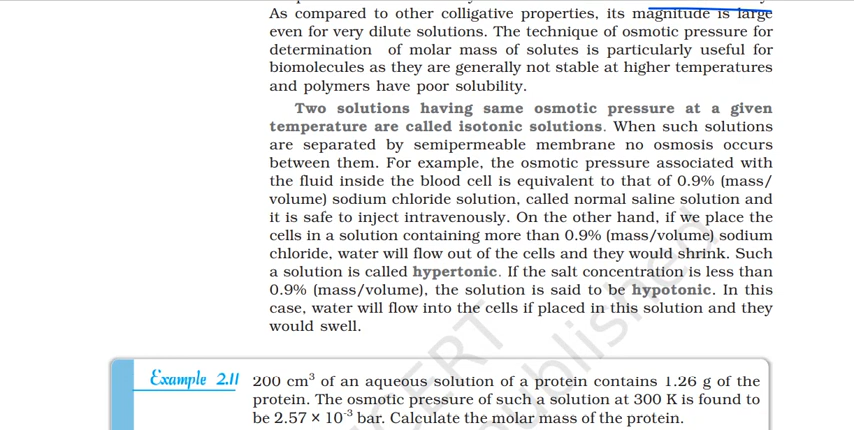 As compared to other colligative properties, its magnitude is large
even for very dilute solutions. The technique of osmotic pressure for
determination of molar mass of solutes is particularly useful for
biomolecules as they are generally not stable at higher temperatures
and polymers have poor solubility.
Two solutions having same osmotic pressure at a given
temperature are called isotonic solutions. When such solutions
are separated by semipermeable membrane no osmosis occurs
between them. For example, the osmotic pressure associated with
the fluid inside the blood cell is equivalent to that of 0.9% (mass/
volume) sodium chloride solution, called normal saline solution and
it is safe to inject intravenously. On the other hand, if we place the
cells in a solution containing more than 0.9% (mass/volume) sodium
chloride, water will flow out of the cells and they would shrink. Such
a solution is called hypertonic. If the salt concentration is less than
0.9% (mass/volume), the solution is said to be hypotonic. In this
case, water will flow into the cells if placed in this solution and they
would swell.
Example 2.11 200 cm³ of an aqueous solution of a protein contains 1.26 g of the
protein. The osmotic pressure of such a solution at 300 K is found to
be 2.57 × 10⁻³ bar. Calculate the molar mass of the protein.